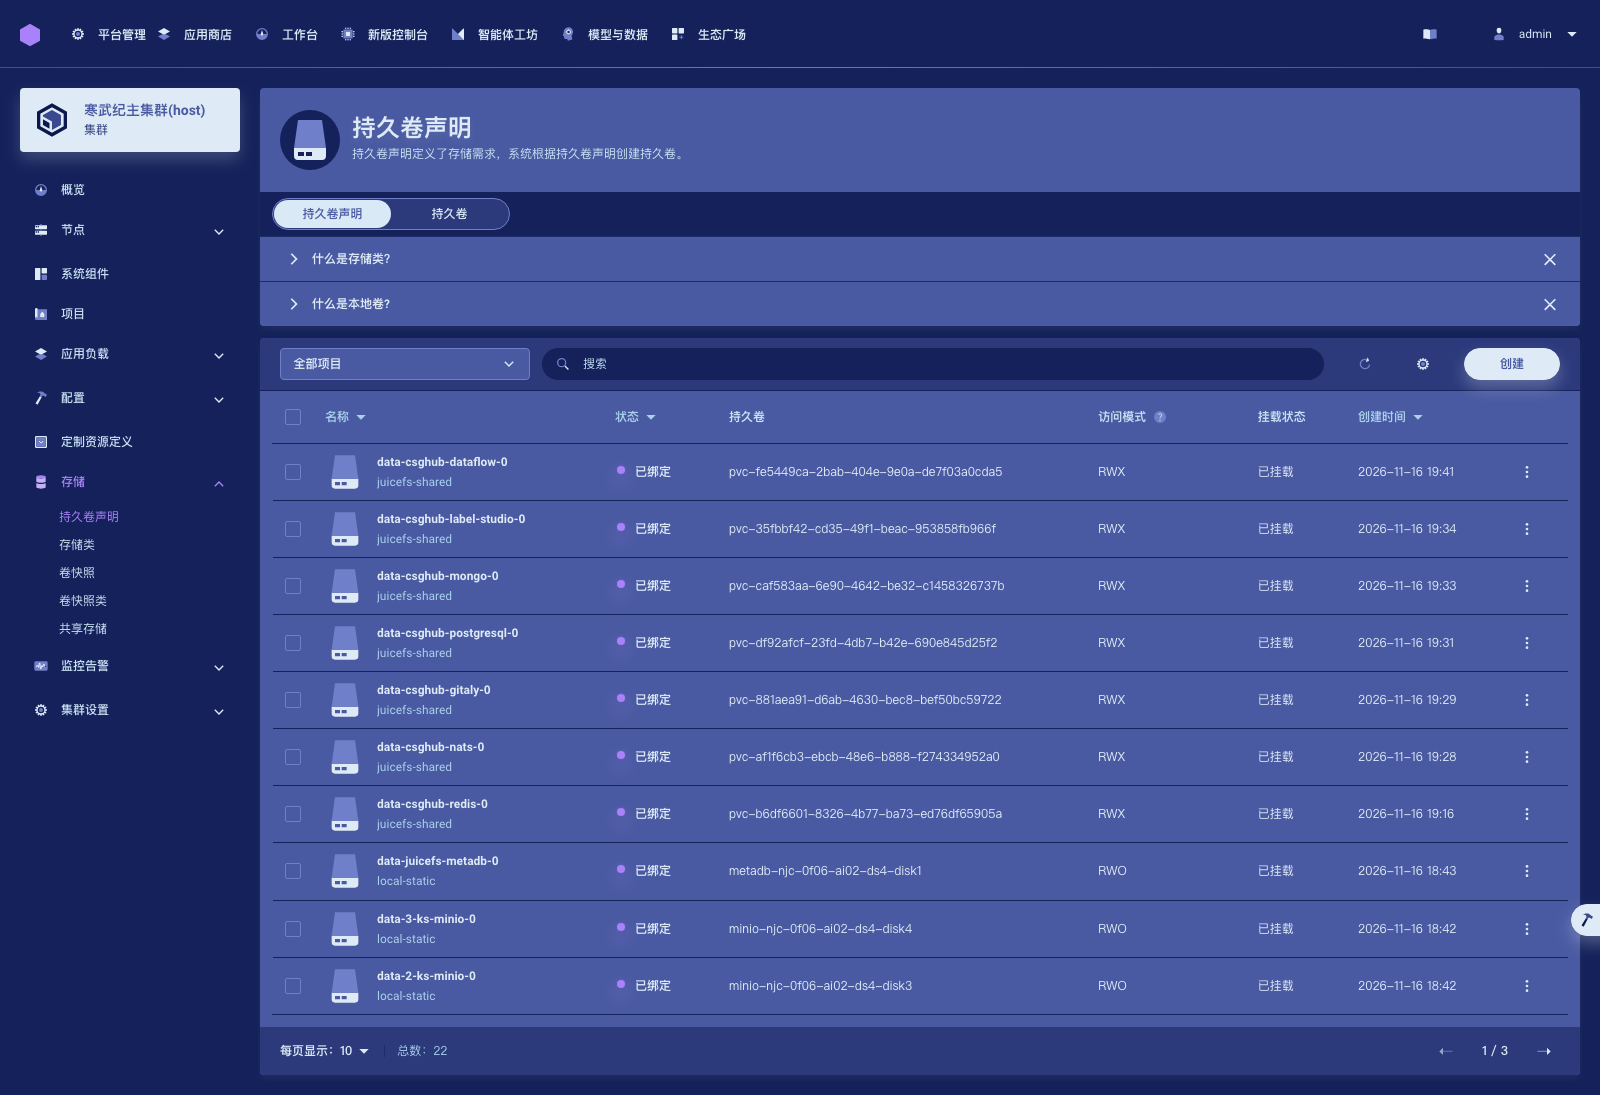 平台管理 应用商店 工作台 新版控制台 智能体工坊 模型与数据 生态广场 admin
寒武纪主集群(host)
集群
概览
节点
系统组件
项目
应用负载
配置
定制资源定义
存储
持久卷声明
存储类
卷快照
卷快照类
共享存储
监控告警
集群设置
持久卷声明
持久卷声明定义了存储需求，系统根据持久卷声明创建持久卷。
持久卷声明 持久卷
什么是存储类?
什么是本地卷?
全部项目 搜索 创建
名称 状态 持久卷 访问模式 ? 挂载状态 创建时间
data-csghub-dataflow-0
juicefs-shared
已绑定 pvc-fe5449ca-2bab-404e-9e0a-de7f03a0cda5 RWX 已挂载 2026-11-16 19:41
data-csghub-label-studio-0
juicefs-shared
已绑定 pvc-35fbbf42-cd35-49f1-beac-953858fb966f RWX 已挂载 2026-11-16 19:34
data-csghub-mongo-0
juicefs-shared
已绑定 pvc-caf583aa-6e90-4642-be32-c1458326737b RWX 已挂载 2026-11-16 19:33
data-csghub-postgresql-0
juicefs-shared
已绑定 pvc-df92afcf-23fd-4db7-b42e-690e845d25f2 RWX 已挂载 2026-11-16 19:31
data-csghub-gitaly-0
juicefs-shared
已绑定 pvc-881aea91-d6ab-4630-bec8-bef50bc59722 RWX 已挂载 2026-11-16 19:29
data-csghub-nats-0
juicefs-shared
已绑定 pvc-af1f6cb3-ebcb-48e6-b888-f274334952a0 RWX 已挂载 2026-11-16 19:28
data-csghub-redis-0
juicefs-shared
已绑定 pvc-b6df6601-8326-4b77-ba73-ed76df65905a RWX 已挂载 2026-11-16 19:16
data-juicefs-metadb-0
local-static
已绑定 metadb-njc-0f06-ai02-ds4-disk1 RWO 已挂载 2026-11-16 18:43
data-3-ks-minio-0
local-static
已绑定 minio-njc-0f06-ai02-ds4-disk4 RWO 已挂载 2026-11-16 18:42
data-2-ks-minio-0
local-static
已绑定 minio-njc-0f06-ai02-ds4-disk3 RWO 已挂载 2026-11-16 18:42
每页显示：10 总数：22 1 / 3